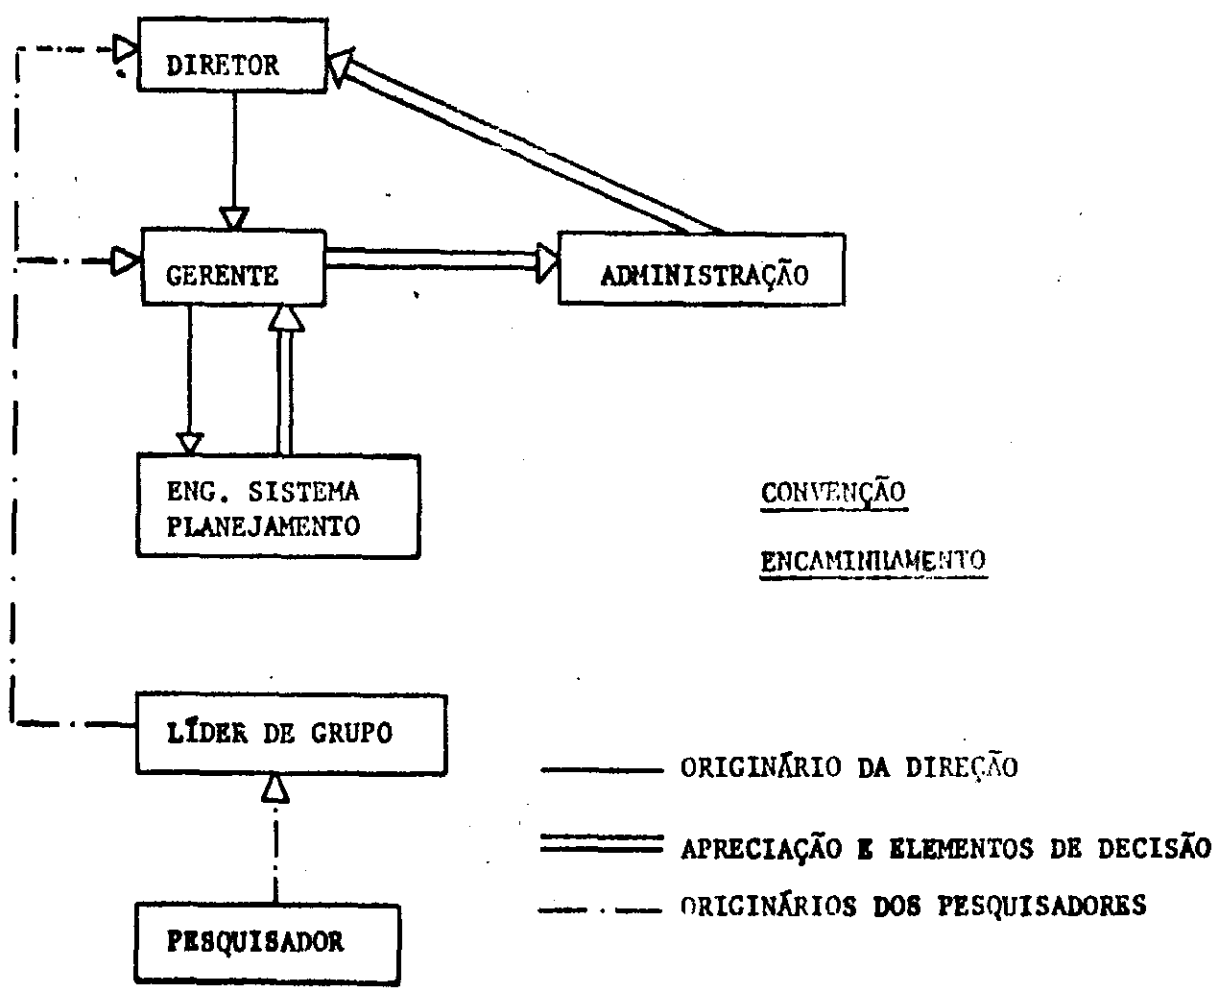 DIRETOR
GERENTE
ADMINISTRAÇÃO
ENG. SISTEMA
PLANEJAMENTO
CONVENÇÃO
ENCAMINHAMENTO
LÍDER DE GRUPO
ORIGINÁRIO DA DIREÇÃO
APRECIAÇÃO E ELEMENTOS DE DECISÃO
ORIGINÁRIOS DOS PESQUISADORES
PESQUISADOR